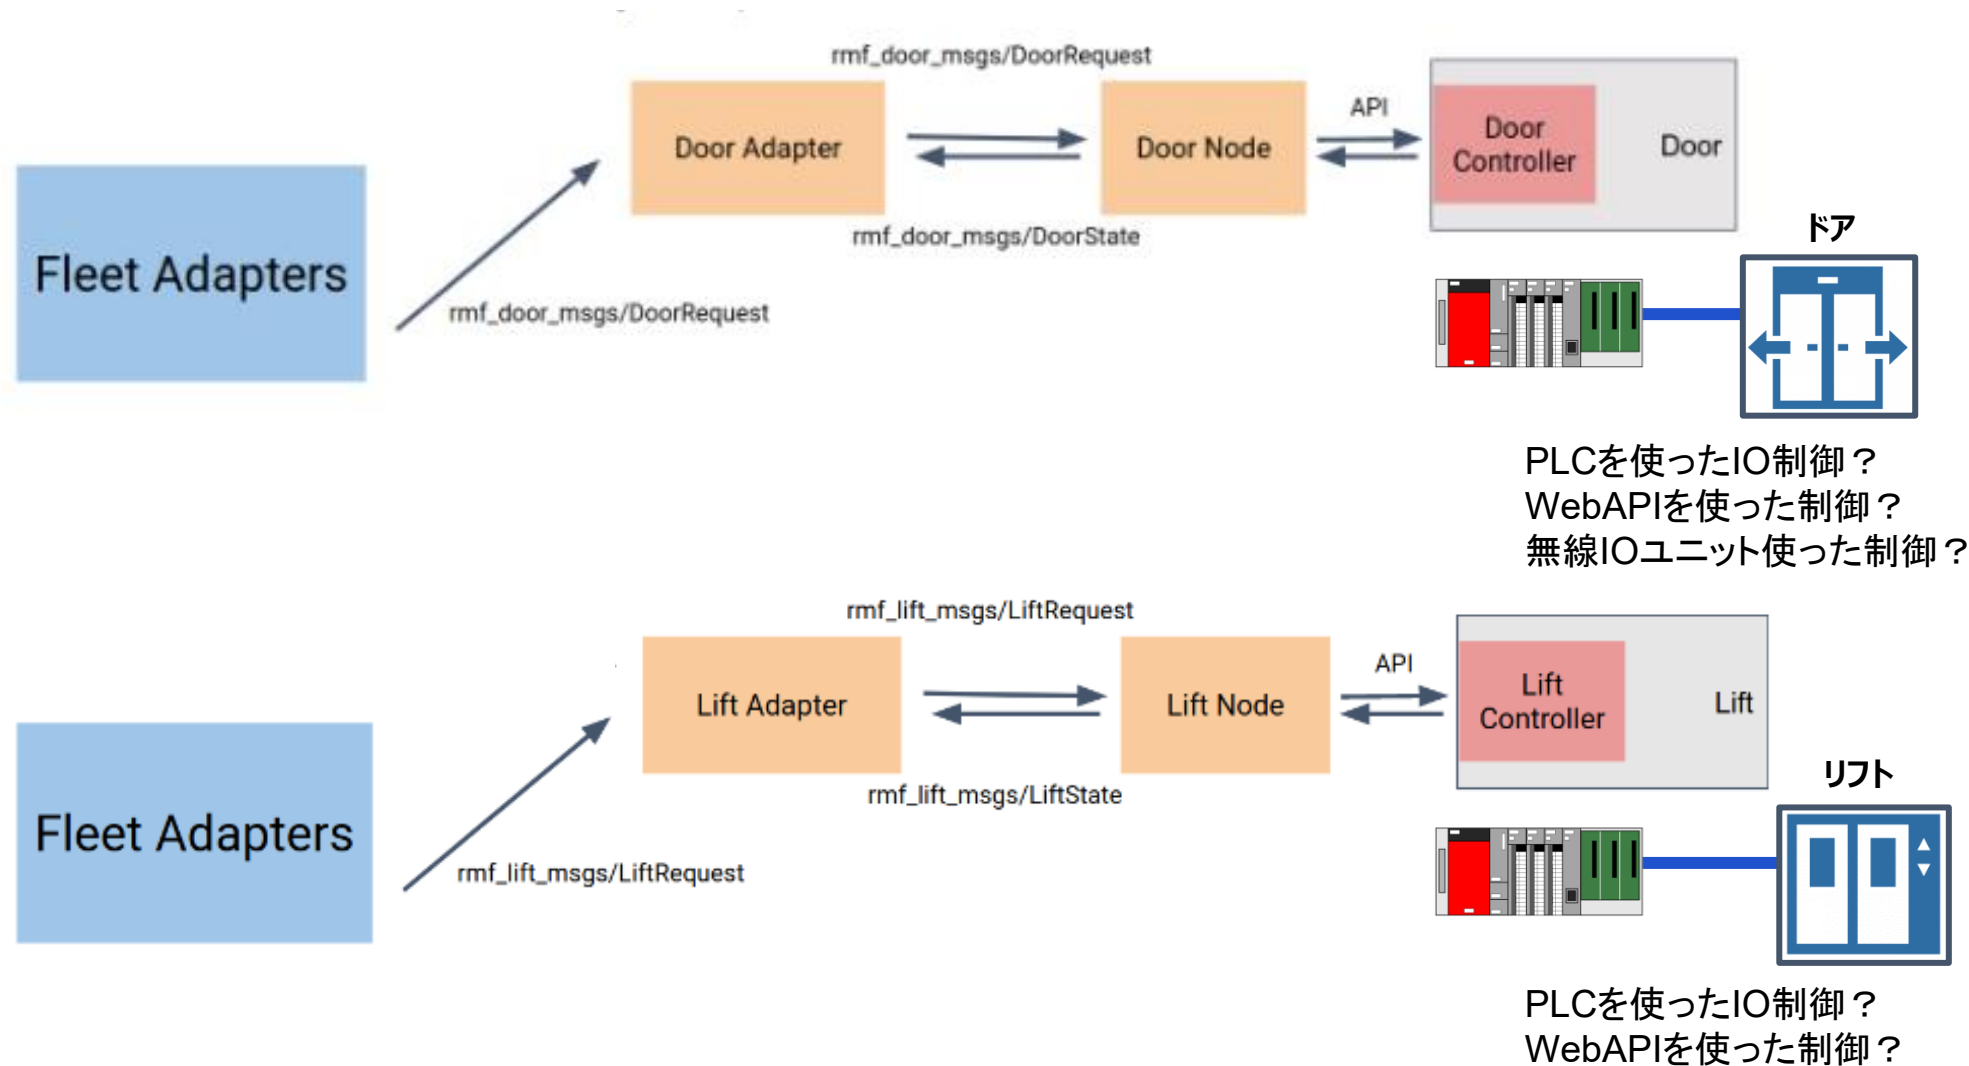 rmf_door_msgs/DoorRequest
Fleet Adapters
rmf_door_msgs/DoorRequest
Door Adapter
Door Node
API
Door
Controller
Door
rmf_door_msgs/DoorState
ドア
PLCを使ったIO制御？
WebAPIを使った制御？
無線IOユニット使った制御？
rmf_lift_msgs/LiftRequest
Fleet Adapters
rmf_lift_msgs/LiftRequest
Lift Adapter
Lift Node
API
Lift
Controller
Lift
rmf_lift_msgs/LiftState
リフト
PLCを使ったIO制御？
WebAPIを使った制御？